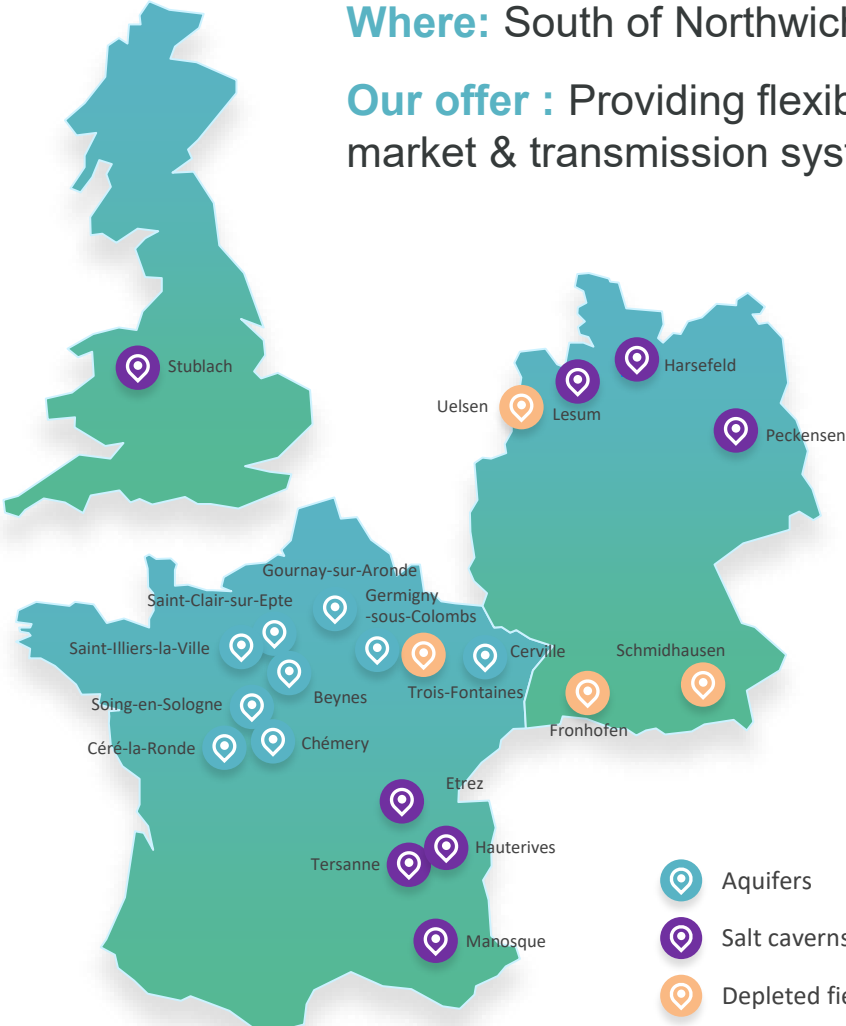 Where: South of Northwich
Our offer : Providing flexib
market & transmission syst
Stublach
Harsefeld
Uelsen
Lesum
Peckensen
Gournay-sur-Aronde
Saint-Clair-sur-Epte
Germigny
-sous-Colombs
Saint-Illiers-la-Ville
Cerville
Schmidhausen
Beynes
Trois-Fontaines
Soing-en-Sologne
Fronhofen
Céré-la-Ronde
Chémery
Etrez
Hauterives
Tersanne
Aquifers
Manosque
Salt caverns
Depleted fie